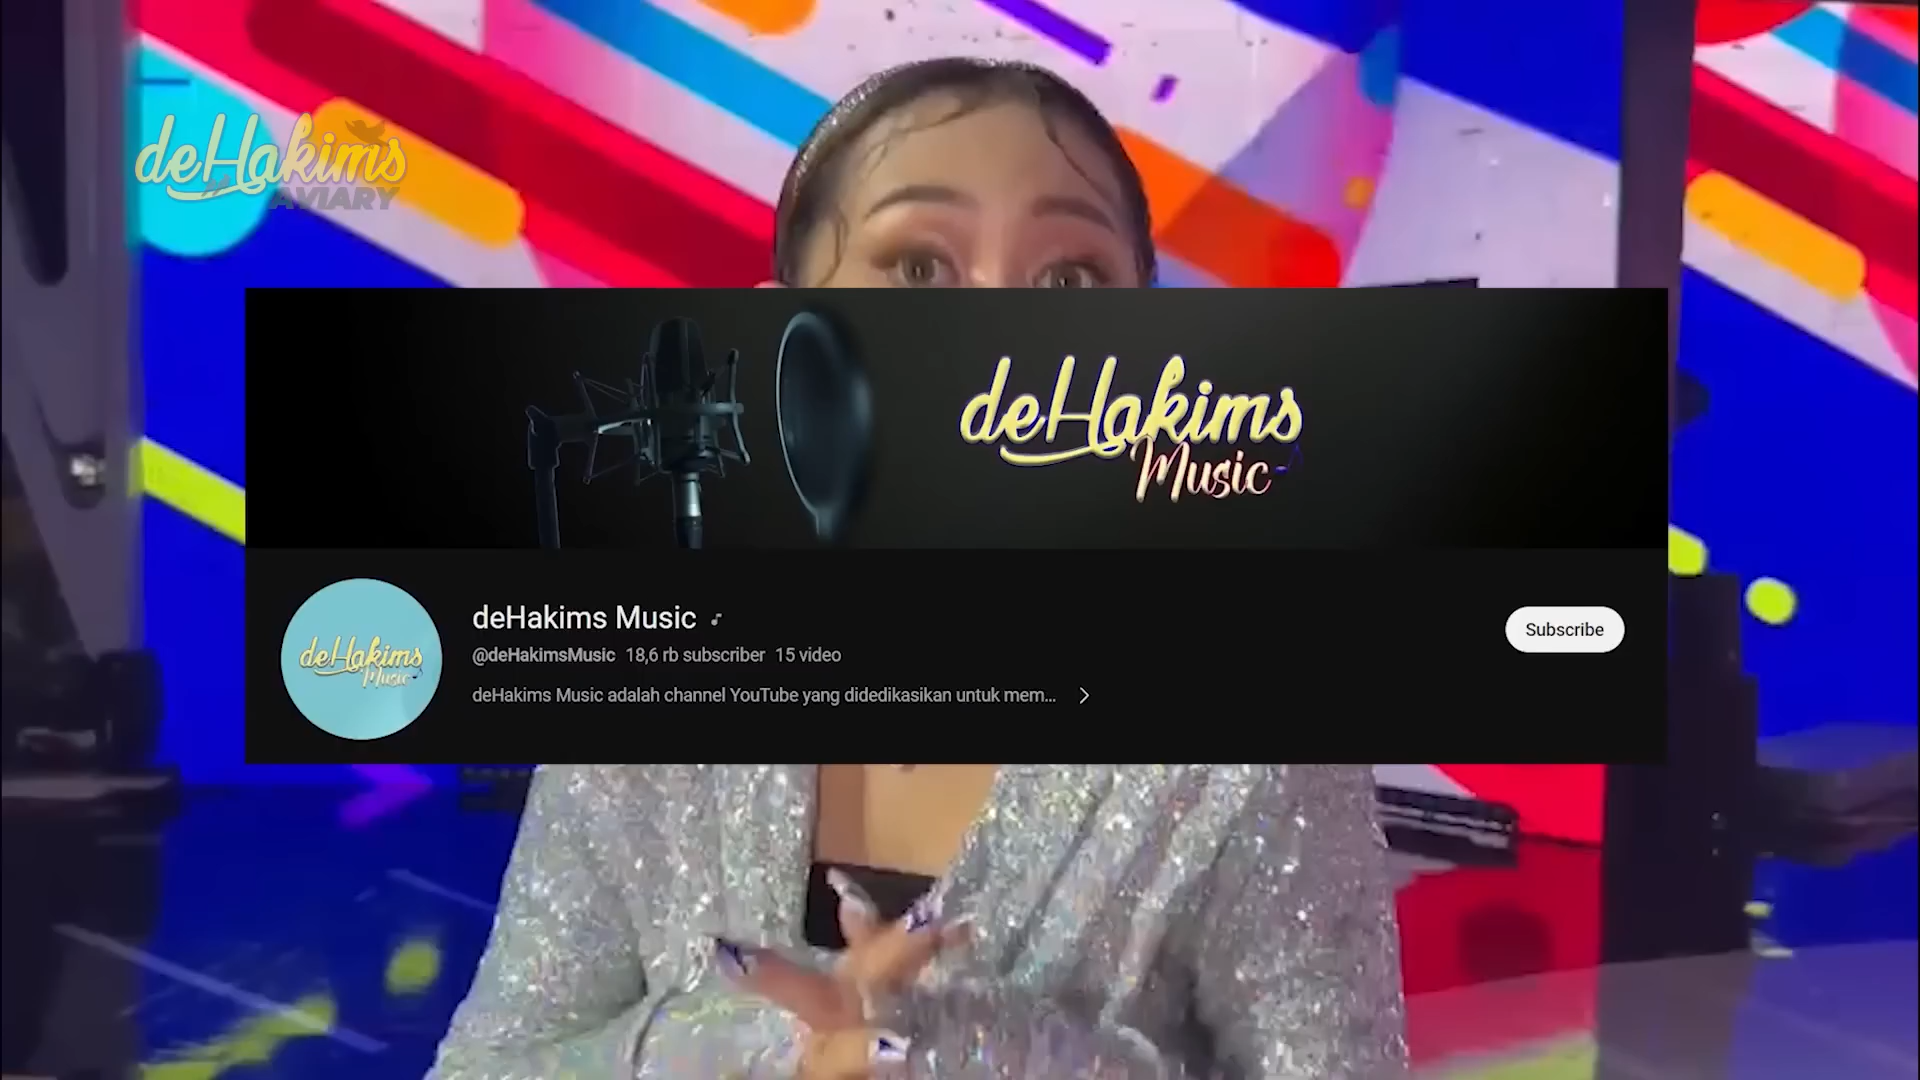 deHakims
AVIARY
deHakims
Music
deHakims
Music
deHakims Music
@deHakimsMusic 18,6 rb subscriber 15 video
deHakims Music adalah channel YouTube yang didedikasikan untuk mem...
Subscribe